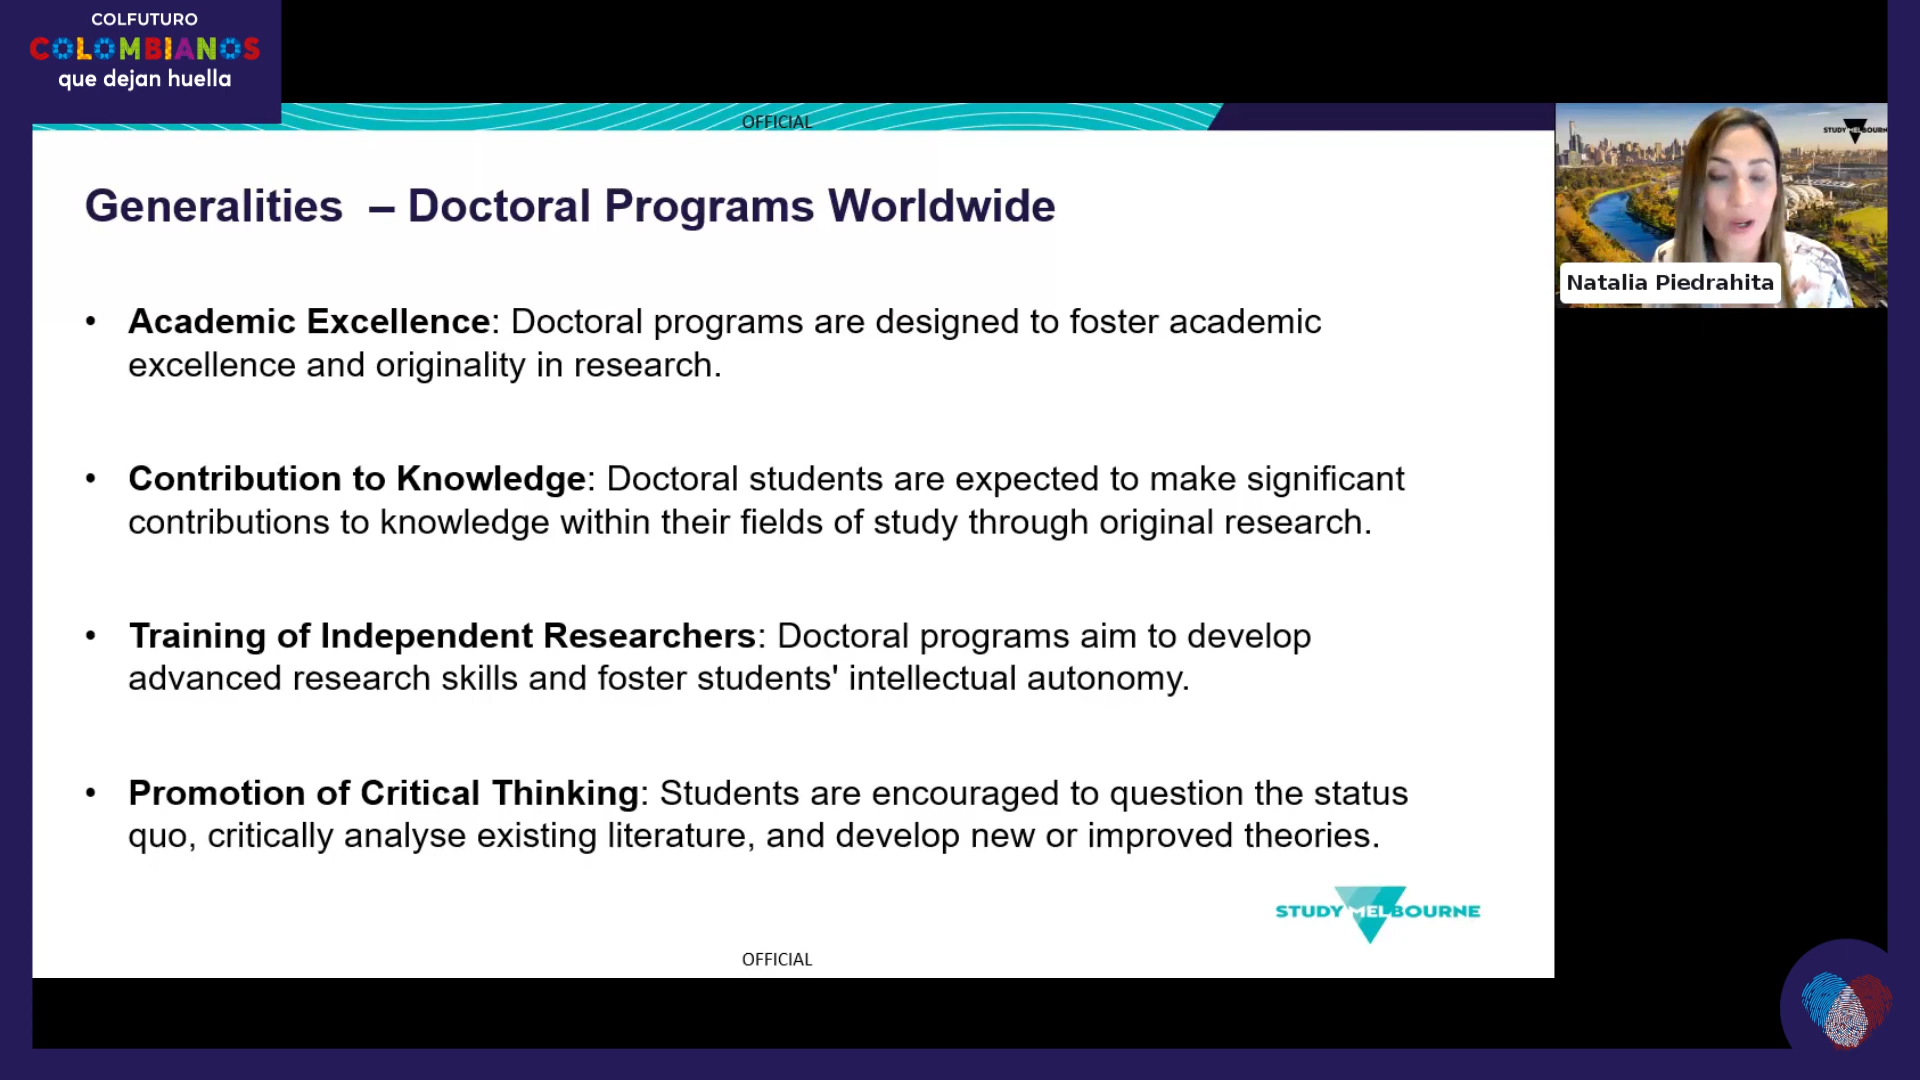 COLFUTURO
COLOMBIANOS
que dejan huella
OFFICIAL
STUDY MELBOURNE
Natalia Piedrahita
Generalities – Doctoral Programs Worldwide
• Academic Excellence: Doctoral programs are designed to foster academic
excellence and originality in research.
• Contribution to Knowledge: Doctoral students are expected to make significant
contributions to knowledge within their fields of study through original research.
• Training of Independent Researchers: Doctoral programs aim to develop
advanced research skills and foster students' intellectual autonomy.
• Promotion of Critical Thinking: Students are encouraged to question the status
quo, critically analyse existing literature, and develop new or improved theories.
STUDY MELBOURNE
OFFICIAL